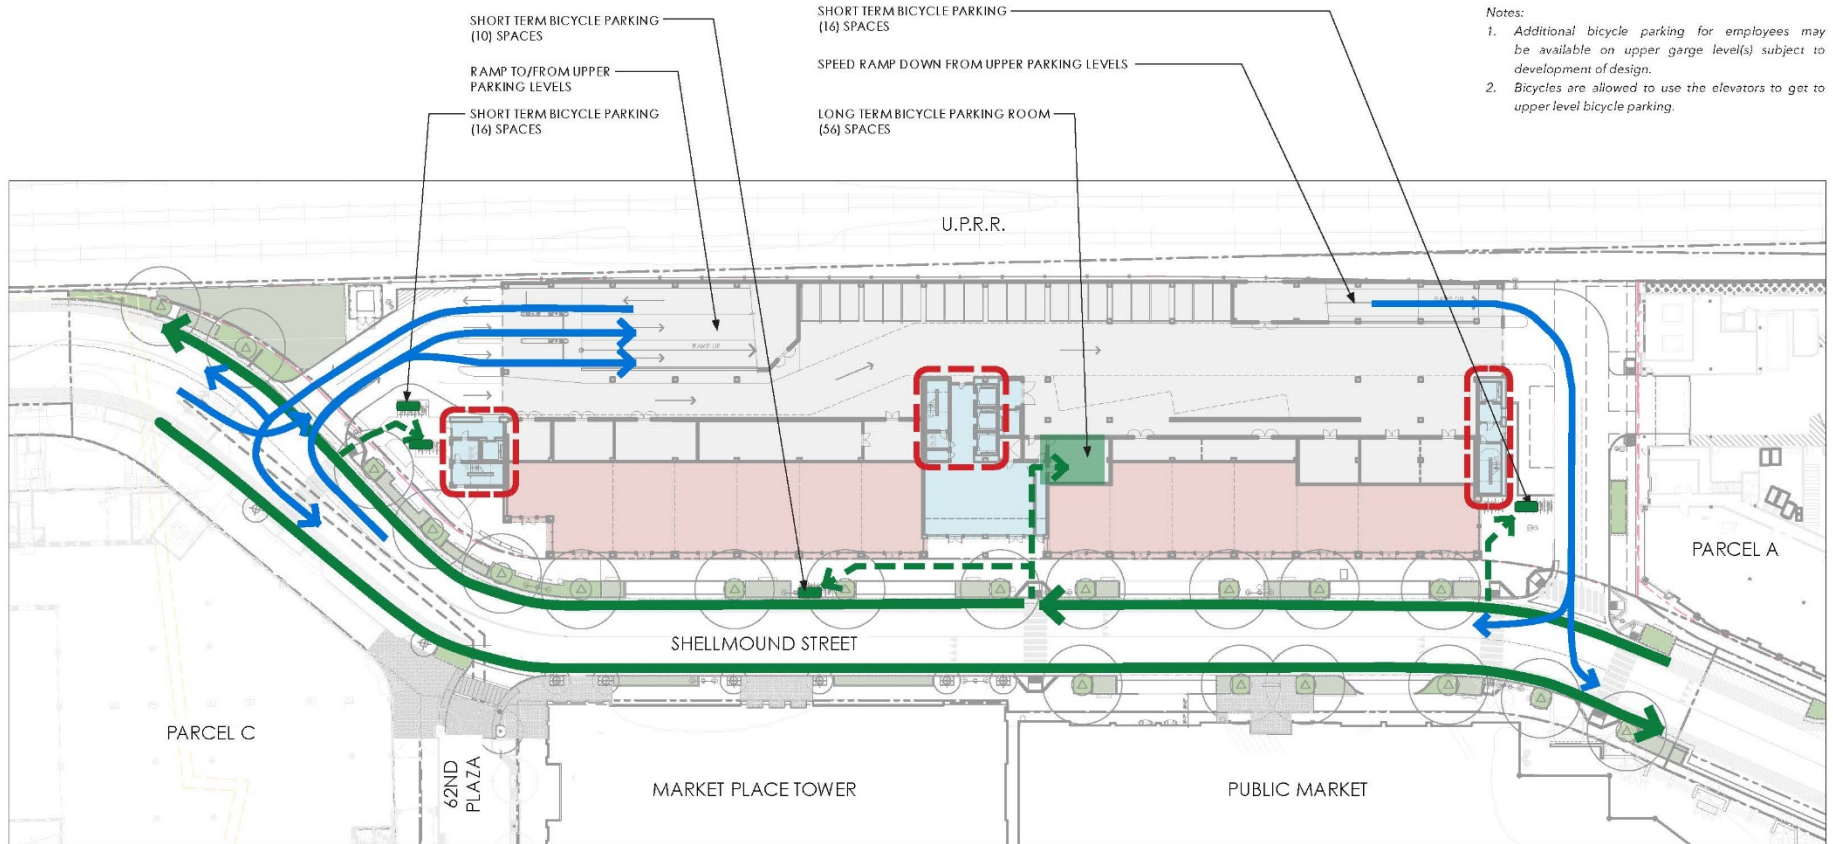 SHORT TERM BICYCLE PARKING
(10) SPACES
RAMP TO/FROM UPPER
PARKING LEVELS
SHORT TERM BICYCLE PARKING
(16) SPACES
SHORT TERM BICYCLE PARKING
(16) SPACES
SPEED RAMP DOWN FROM UPPER PARKING LEVELS
LONG TERM BICYCLE PARKING ROOM
(56) SPACES
Notes:
1. Additional bicycle parking for employees may
be available on upper garge level(s) subject to
development of design.
2. Bicycles are allowed to use the elevators to get to
upper level bicycle parking.
U.P.R.R.
RAMP UP
PARCEL A
SHELLMOUND STREET
PARCEL C
62ND
PLAZA
MARKET PLACE TOWER
PUBLIC MARKET